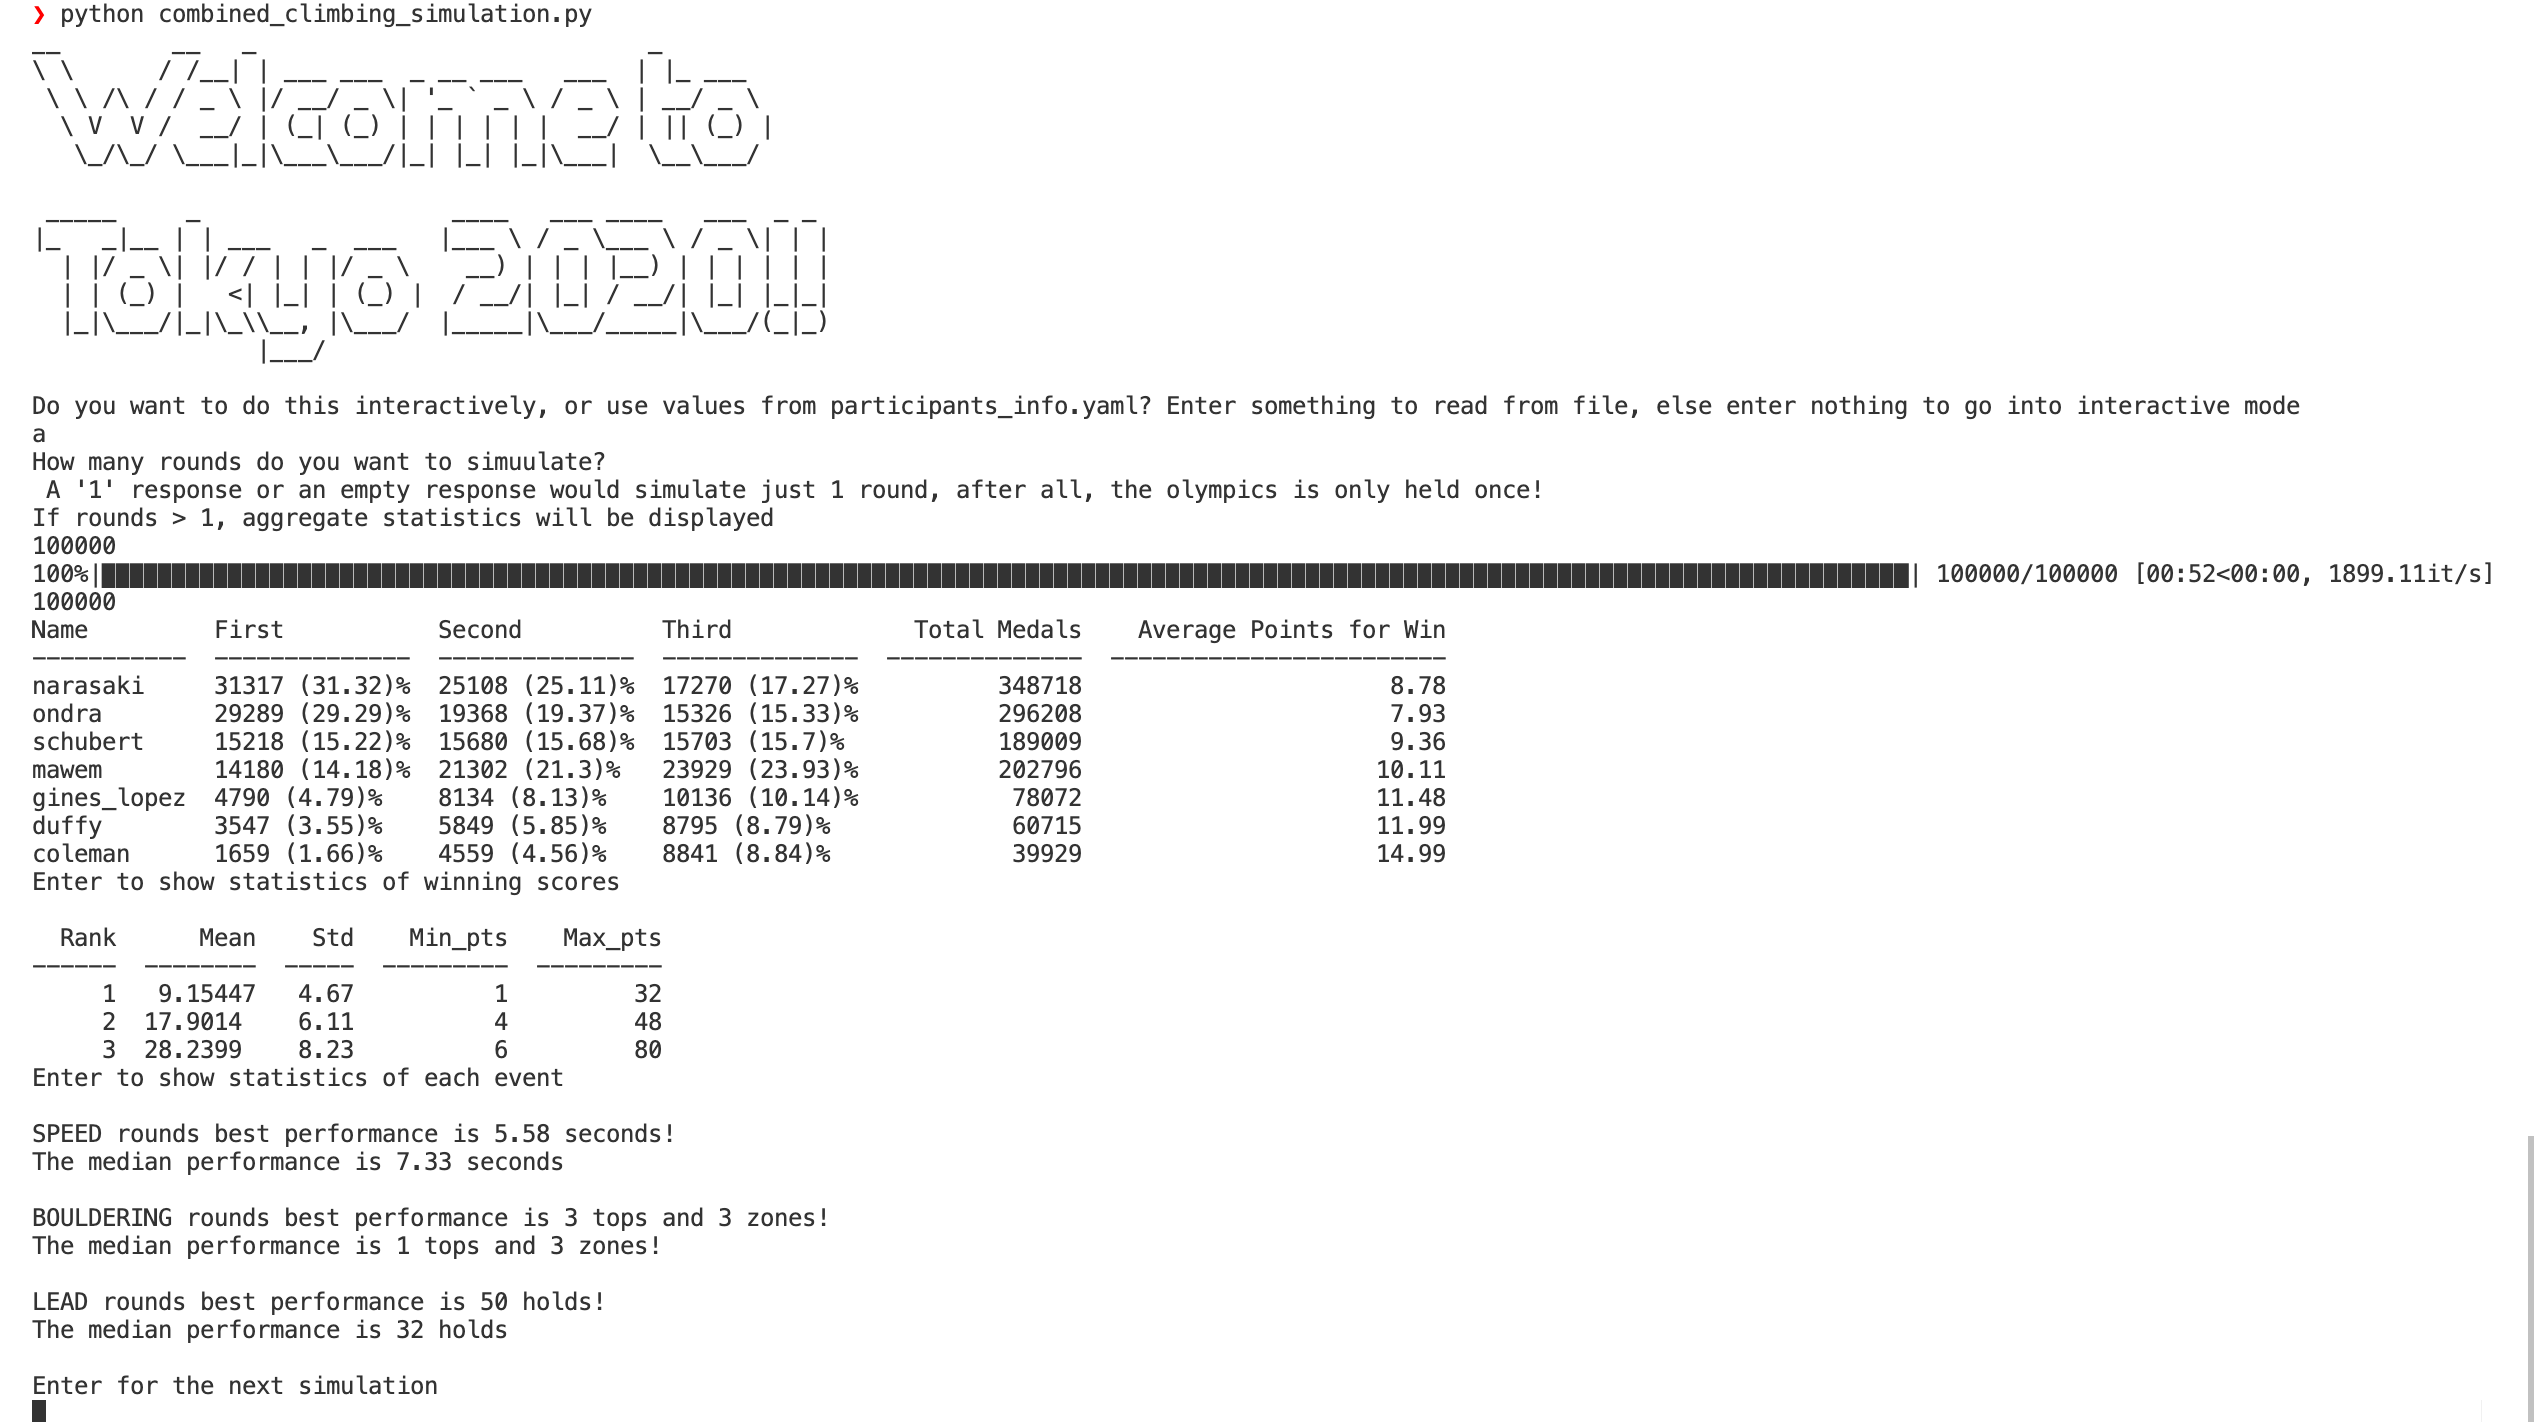 ❯ python combined_climbing_simulation.py
Welcome to
Tokyo 2020!!
Do you want to do this interactively, or use values from participants_info.yaml? Enter something to read from file, else enter nothing to go into interactive mode
a
How many rounds do you want to simuulate?
A '1' response or an empty response would simulate just 1 round, after all, the olympics is only held once!
If rounds > 1, aggregate statistics will be displayed
100000
100%| | 100000/100000 [00:52<00:00, 1899.11it/s]
100000
Name First Second Third Total Medals Average Points for Win
----------- -------------- -------------- -------------- -------------- ------------------------
narasaki 31317 (31.32)% 25108 (25.11)% 17270 (17.27)% 348718 8.78
ondra 29289 (29.29)% 19368 (19.37)% 15326 (15.33)% 296208 7.93
schubert 15218 (15.22)% 15680 (15.68)% 15703 (15.7)% 189009 9.36
mawem 14180 (14.18)% 21302 (21.3)% 23929 (23.93)% 202796 10.11
gines_lopez 4790 (4.79)% 8134 (8.13)% 10136 (10.14)% 78072 11.48
duffy 3547 (3.55)% 5849 (5.85)% 8795 (8.79)% 60715 11.99
coleman 1659 (1.66)% 4559 (4.56)% 8841 (8.84)% 39929 14.99
Enter to show statistics of winning scores
Rank Mean Std Min_pts Max_pts
------ -------- ----- --------- ---------
1 9.15447 4.67 1 32
2 17.9014 6.11 4 48
3 28.2399 8.23 6 80
Enter to show statistics of each event
SPEED rounds best performance is 5.58 seconds!
The median performance is 7.33 seconds
BOULDERING rounds best performance is 3 tops and 3 zones!
The median performance is 1 tops and 3 zones!
LEAD rounds best performance is 50 holds!
The median performance is 32 holds
Enter for the next simulation